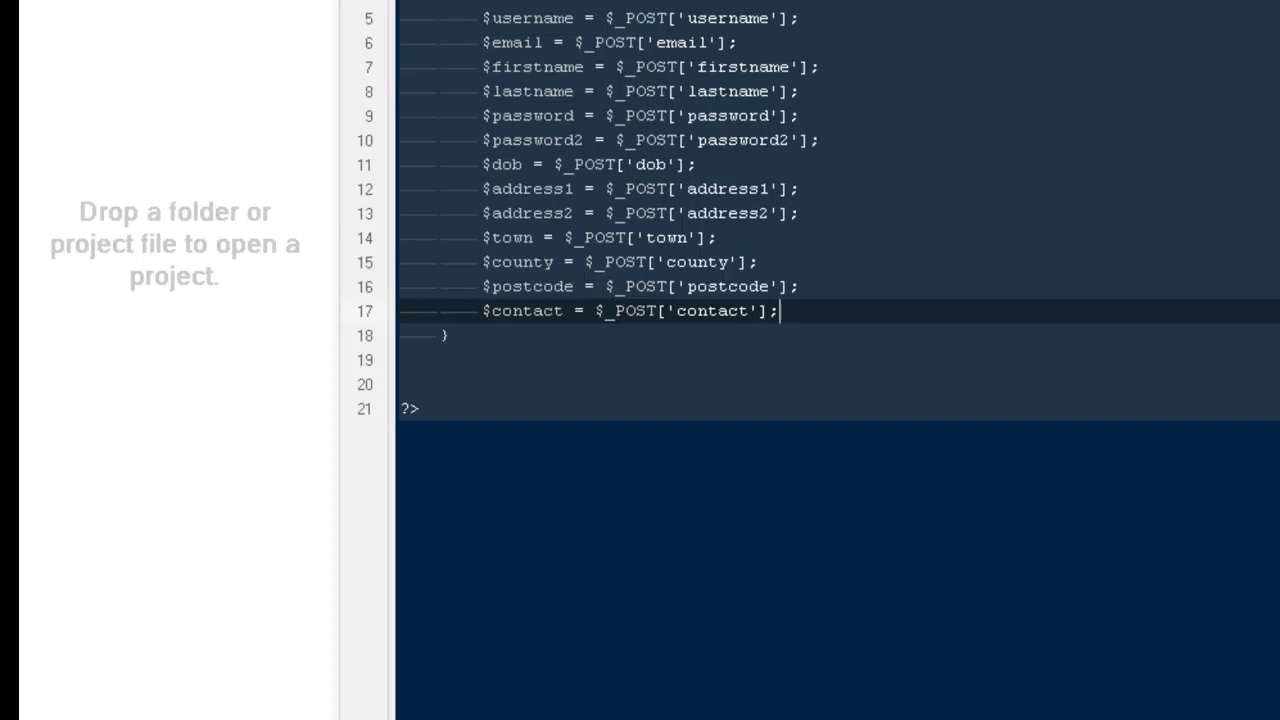 Drop a folder or
project file to open a
project.
5 $username = $_POST['username'];
6 $email = $_POST['email'];
7 $firstname = $_POST['firstname'];
8 $lastname = $_POST['lastname'];
9 $password = $_POST['password'];
10 $password2 = $_POST['password2'];
11 $dob = $_POST['dob'];
12 $address1 = $_POST['address1'];
13 $address2 = $_POST['address2'];
14 $town = $_POST['town'];
15 $county = $_POST['county'];
16 $postcode = $_POST['postcode'];
17 $contact = $_POST['contact'];
18 }
19
20
21 ?>